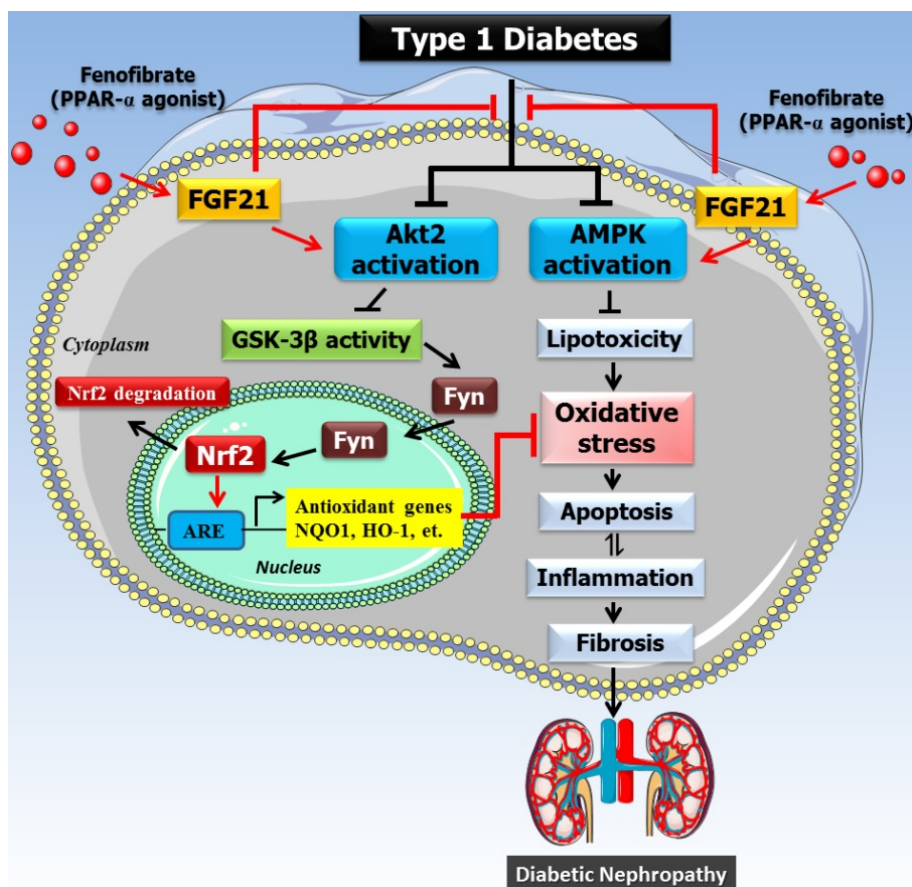 Type 1 Diabetes
Fenofibrate
(PPAR-α agonist)
Fenofibrate
(PPAR-α agonist)
FGF21
FGF21
Akt2
activation
AMPK
activation
GSK-3β activity
Lipotoxicity
Cytoplasm
Nrf2 degradation
Fyn
Oxidative
stress
Fyn
Nrf2
Antioxidant genes
NQO1, HO-1, et.
ARE
Apoptosis
Nucleus
Inflammation
Fibrosis
Diabetic Nephropathy